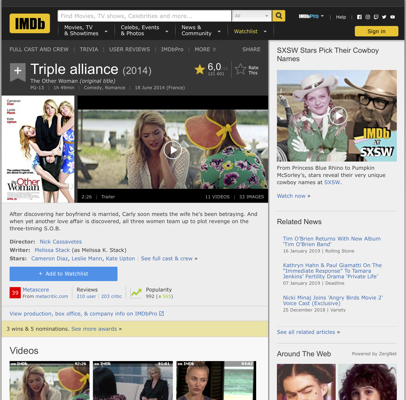 IMDb
Find Movies, TV shows, Celebrities and more...
All
Movies, TV & Showtimes
Celebs, Events & Photos
News & Community
Watchlist
IMDbPro
Help
Sign in
FULL CAST AND CREW | TRIVIA | USER REVIEWS | IMDbPro | MORE
SHARE
Triple alliance (2014)
The Other Woman (original title)
PG-13 | 1h 49min | Comedy, Romance | 18 June 2014 (France)
6,0
Rate This
Cameron Diaz
Leslie Mann
Kate Upton
the Other Woman
2:26 | Trailer
11 VIDEOS | 33 IMAGES
After discovering her boyfriend is married, Carly soon meets the wife he's been betraying. And when yet another love affair is discovered, all three women team up to plot revenge on the three-timing S.O.B.
Director: Nick Cassavetes
Writer: Melissa Stack (as Melissa K. Stack)
Stars: Cameron Diaz, Leslie Mann, Kate Upton | See full cast & crew »
+ Add to Watchlist
39
Metascore
From metacritic.com
Reviews
210 user | 203 critic
Popularity
992
View production, box office, & company info on IMDbPro
3 wins & 5 nominations. See more awards »
Videos
02:26
SXSW Stars Pick Their Cowboy Names
IMDb AT SXSW
From Princess Blue Rhino to Pumpkin McSorley's, stars reveal their very unique cowboy names at SXSW.
Watch now »
Related News
Tim O'Brien Returns With New Album 'Tim O'Brien Band'
16 January 2019 | Rolling Stone
Kathryn Hahn & Paul Giamatti On The "Immediate Response" To Tamara Jenkins' Fertility Drama 'Private Life'
07 January 2019 | Deadline
Nicki Minaj Joins 'Angry Birds Movie 2' Voice Cast (Exclusive)
25 December 2018 | Variety
See all related articles »
Around The Web
Powered by ZergNet